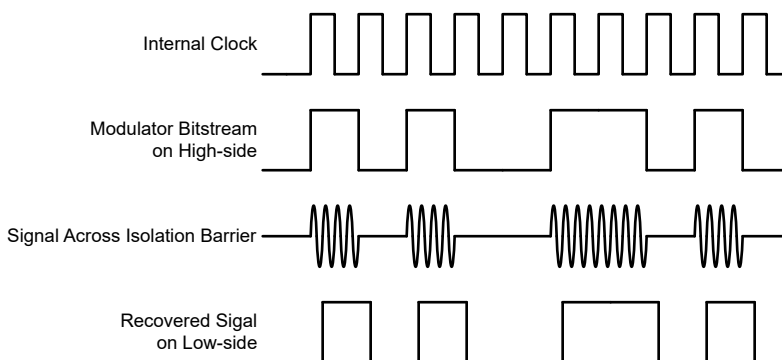 Internal Clock
Modulator Bitstream
on High-side
Signal Across Isolation Barrier
Recovered Sigal
on Low-side